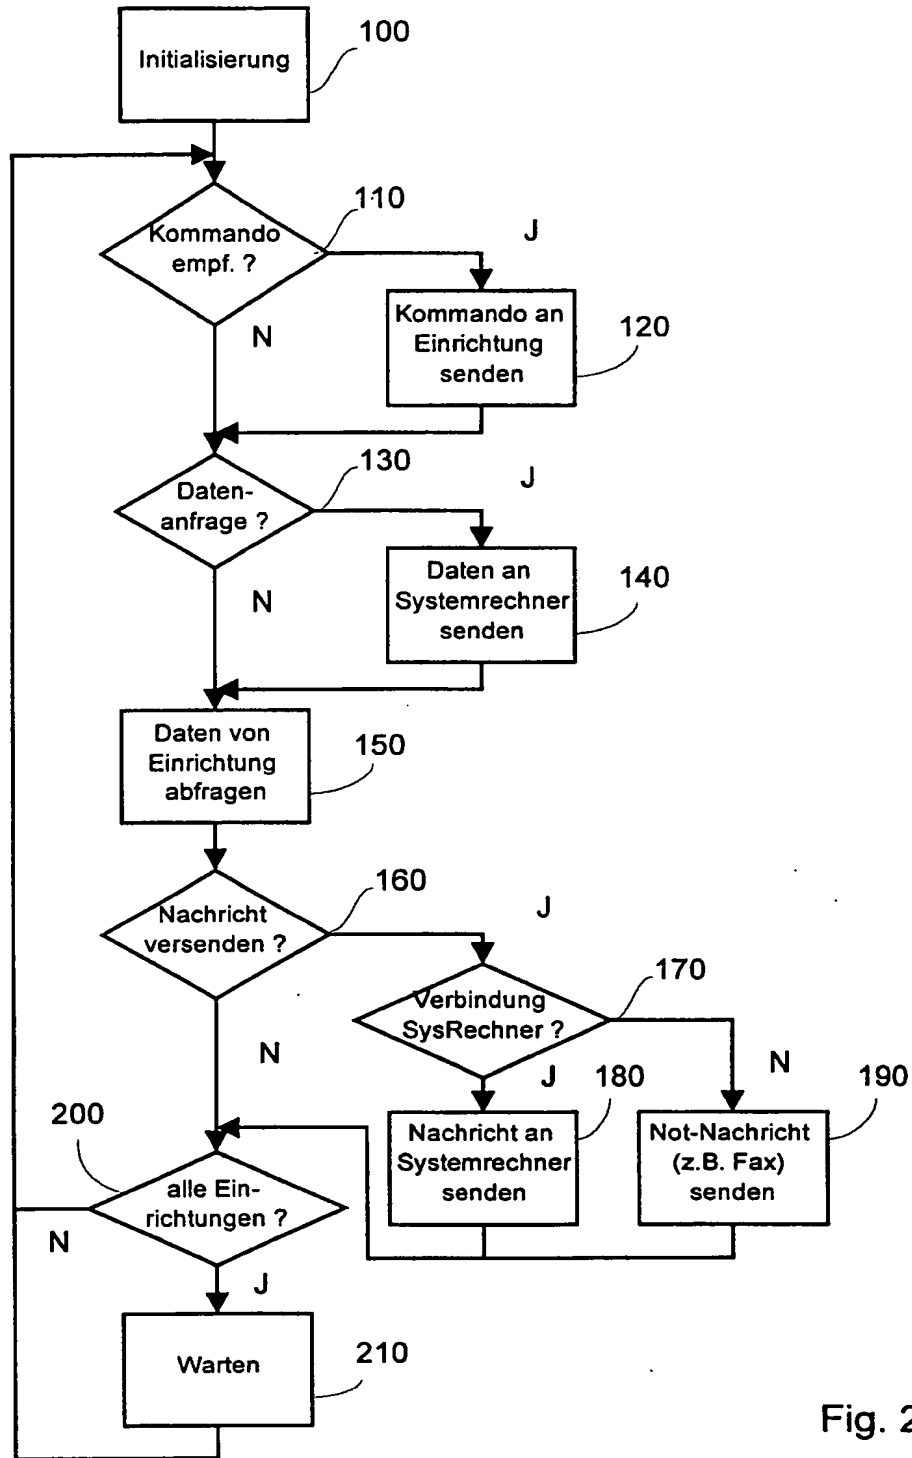 Initialisierung
100
Kommando
empf. ?
110
J
N
Kommando an
Einrichtung
senden
120
Daten-
anfrage ?
130
J
N
Daten an
Systemrechner
senden
140
Daten von
Einrichtung
abfragen
150
Nachricht
versenden ?
160
J
N
Verbindung
SysRechner ?
170
J
N
Nachricht an
Systemrechner
senden
180
Not-Nachricht
(z.B. Fax)
senden
190
200
alle Ein-
richtungen ?
N
J
Warten
210
Fig. 2